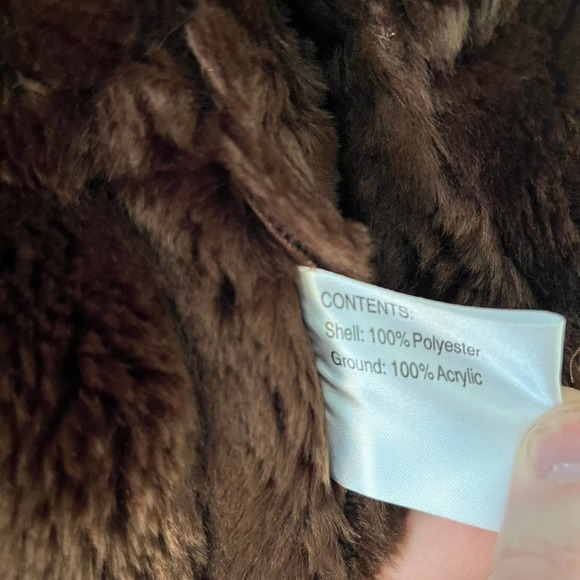 CONTENTS:
Shell: 100% Polyester
Ground: 100% Acrylic